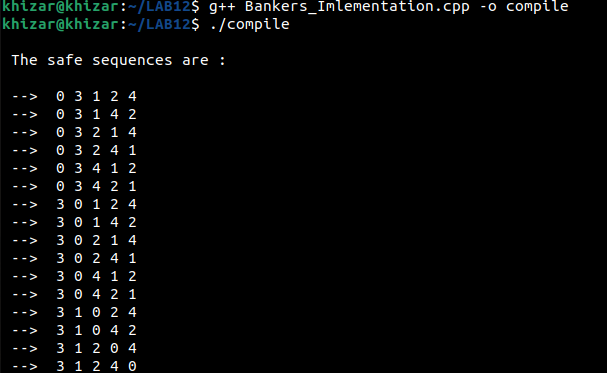 khizar@khizar:~/LAB12$ g++ Bankers_Imlementation.cpp -o compile
khizar@khizar:~/LAB12$ ./compile
The safe sequences are :
--> 0 3 1 2 4
--> 0 3 1 4 2
--> 0 3 2 1 4
--> 0 3 2 4 1
--> 0 3 4 1 2
--> 0 3 4 2 1
--> 3 0 1 2 4
--> 3 0 1 4 2
--> 3 0 2 1 4
--> 3 0 2 4 1
--> 3 0 4 1 2
--> 3 0 4 2 1
--> 3 1 0 2 4
--> 3 1 0 4 2
--> 3 1 2 0 4
--> 3 1 2 4 0